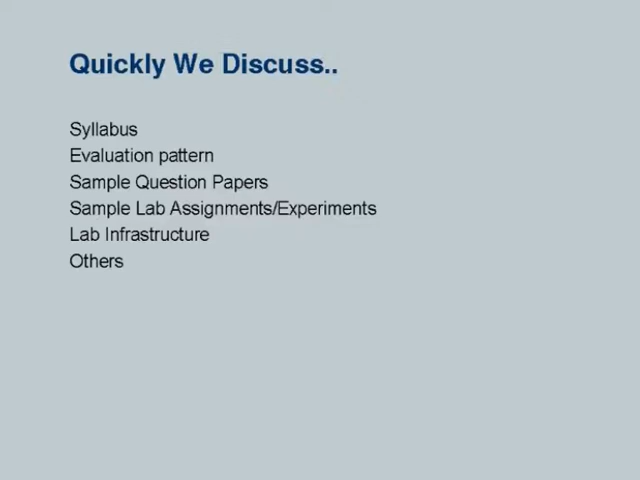 Quickly We Discuss..
Syllabus
Evaluation pattern
Sample Question Papers
Sample Lab Assignments/Experiments
Lab Infrastructure
Others